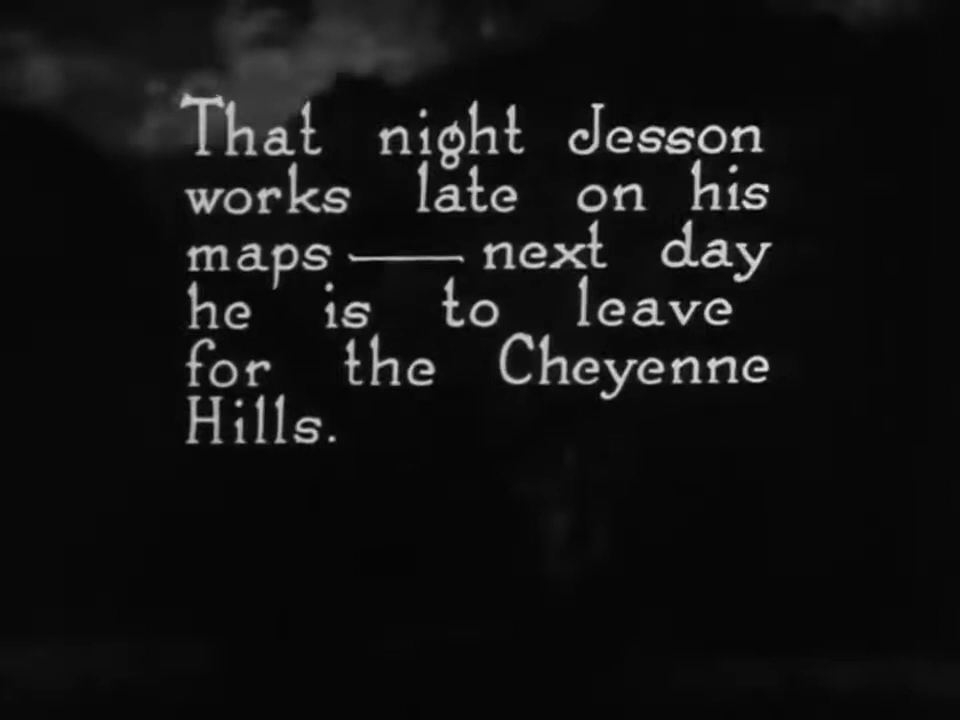 That night Jesson
works late on his
maps — next day
he is to leave
for the Cheyenne
Hills.